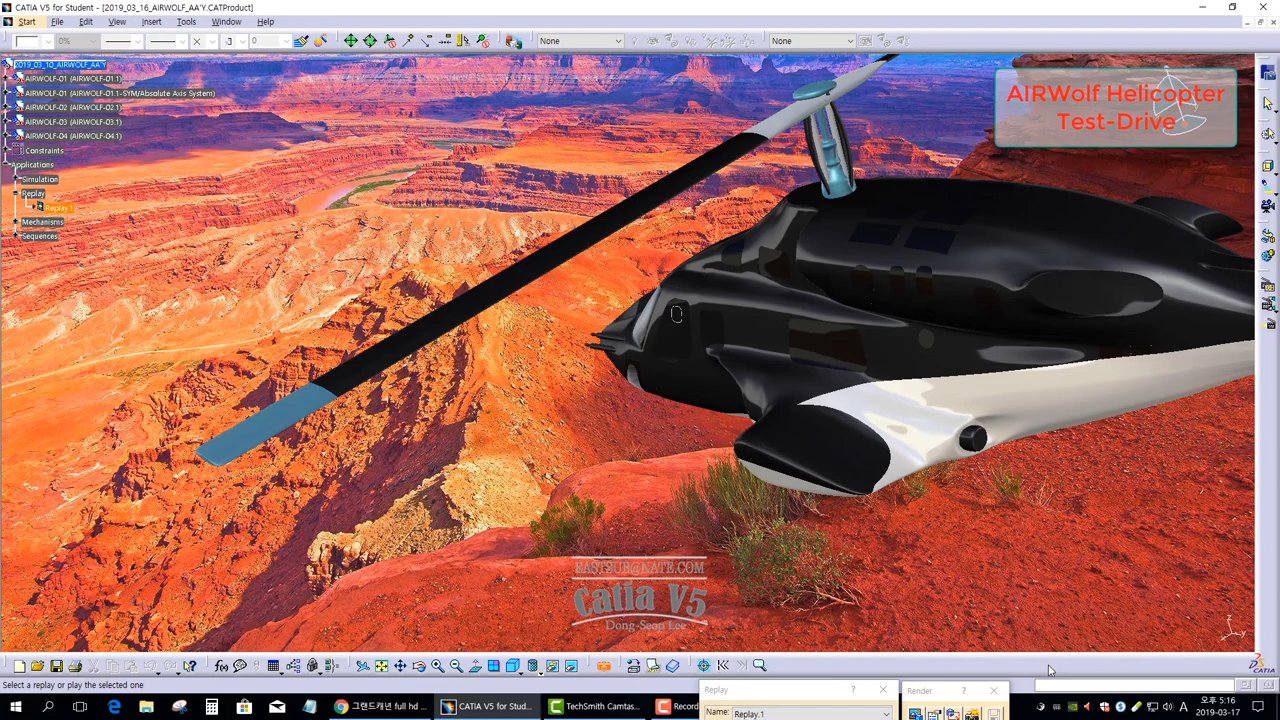 CATIA V5 for Student - [2019_03_16_AIRWOLF_AA'Y.CATProduct]
Start File Edit View Insert Tools Window Help
0% 0 None None
2019_03_10_AIRWOLF_AA'Y
AIRWOLF-01 (AIRWOLF-01.1)
AIRWOLF-01 (AIRWOLF-01.1-SYM/Absolute Axis System)
AIRWOLF-02 (AIRWOLF-02.1)
AIRWOLF-03 (AIRWOLF-03.1)
AIRWOLF-04 (AIRWOLF-04.1)
Constraints
Applications
Simulation
Replay
Replay.1
Mechanisms
Sequences
AIRWolf Helicopter
Test-Drive
EASTSUB@NATE.COM
Catia V5
Dong-Seop Lee
Z
Y
f(x)
Select a replay or play the selected one
Replay ? ×
Name: Replay.1
Render ? ×
그랜드캐년 full hd ...
CATIA V5 for Stude...
TechSmith Camtas...
Recordi
A
오후 5:16
2019-03-17